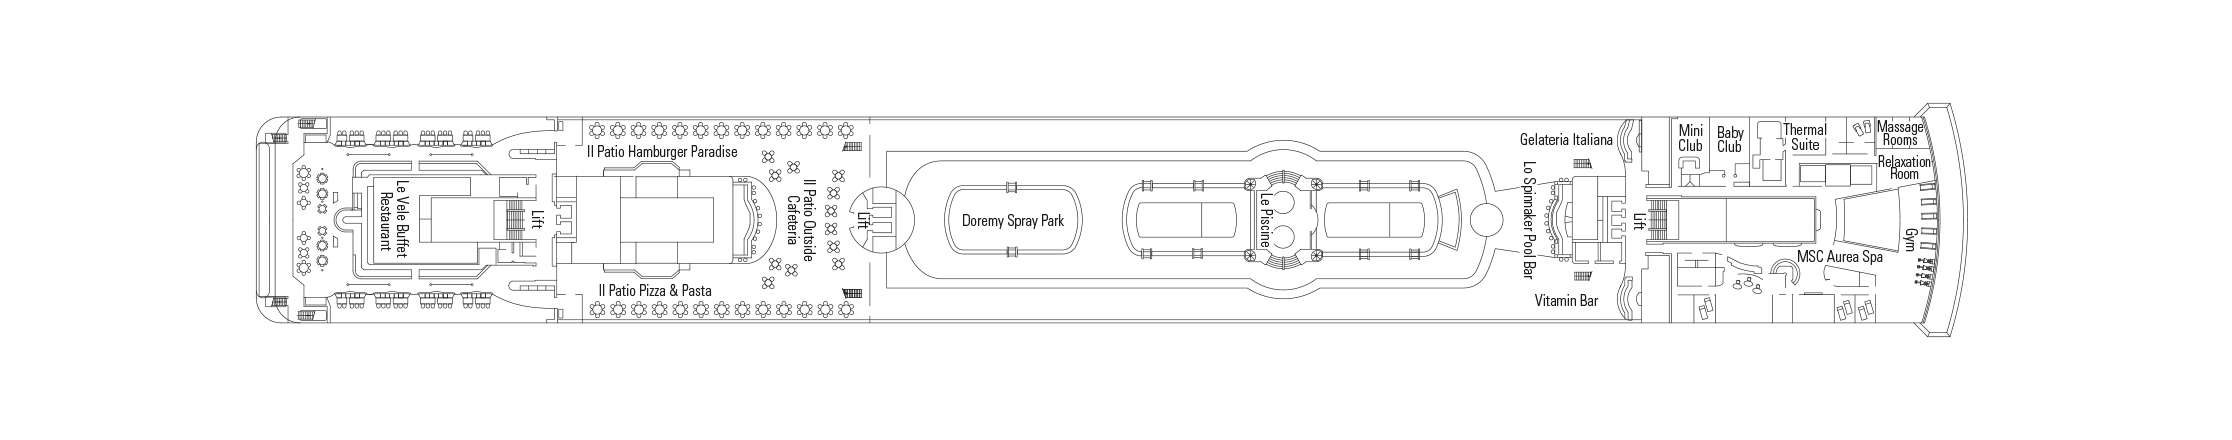 Le Vele Buffet
Restaurant
Lift
Il Patio Hamburger Paradise
Il Patio Pizza & Pasta
Il Patio Outside
Cafeteria
Lift
Doremy Spray Park
Le Piscine
Gelateria Italiana
Lo Spinnaker Pool Bar
Vitamin Bar
Lift
Mini
Club
Baby
Club
Thermal
Suite
Massage
Rooms
Relaxation
Room
Gym
MSC Aurea Spa